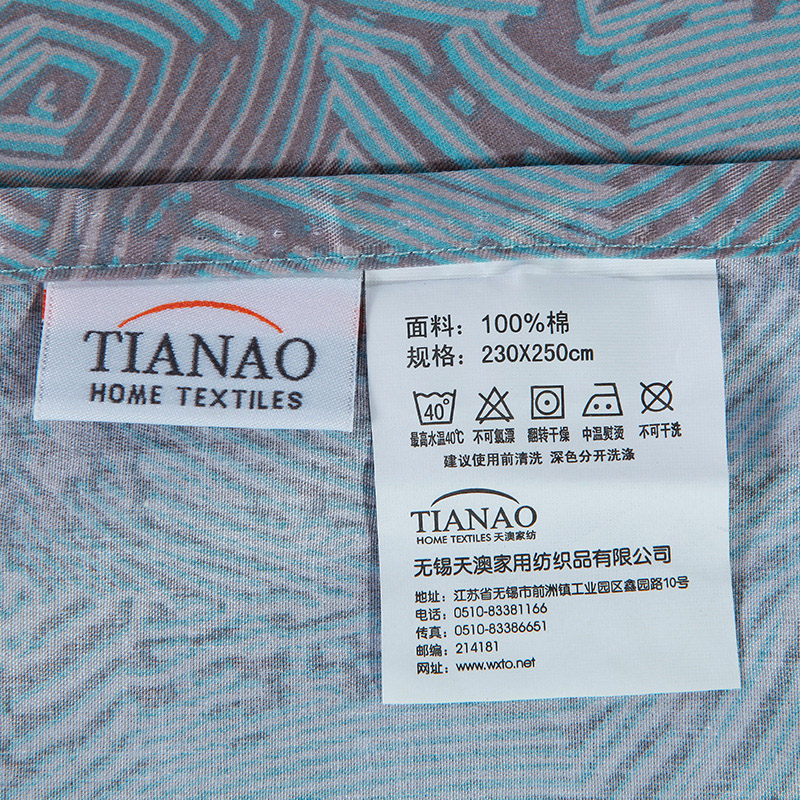 TIANAO
HOME TEXTILES
面料：100%棉
规格：230X250cm
40°
最高水温40℃ 不可氯漂 翻转干燥 中温熨烫 不可干洗
建议使用前清洗 深色分开洗涤
TIANAO
HOME TEXTILES 天澳家纺
无锡天澳家用纺织品有限公司
地址：江苏省无锡市前洲镇工业园区鑫园路10号
电话：0510-83381166
传真：0510-83386651
邮编：214181
网址：www.wxto.net